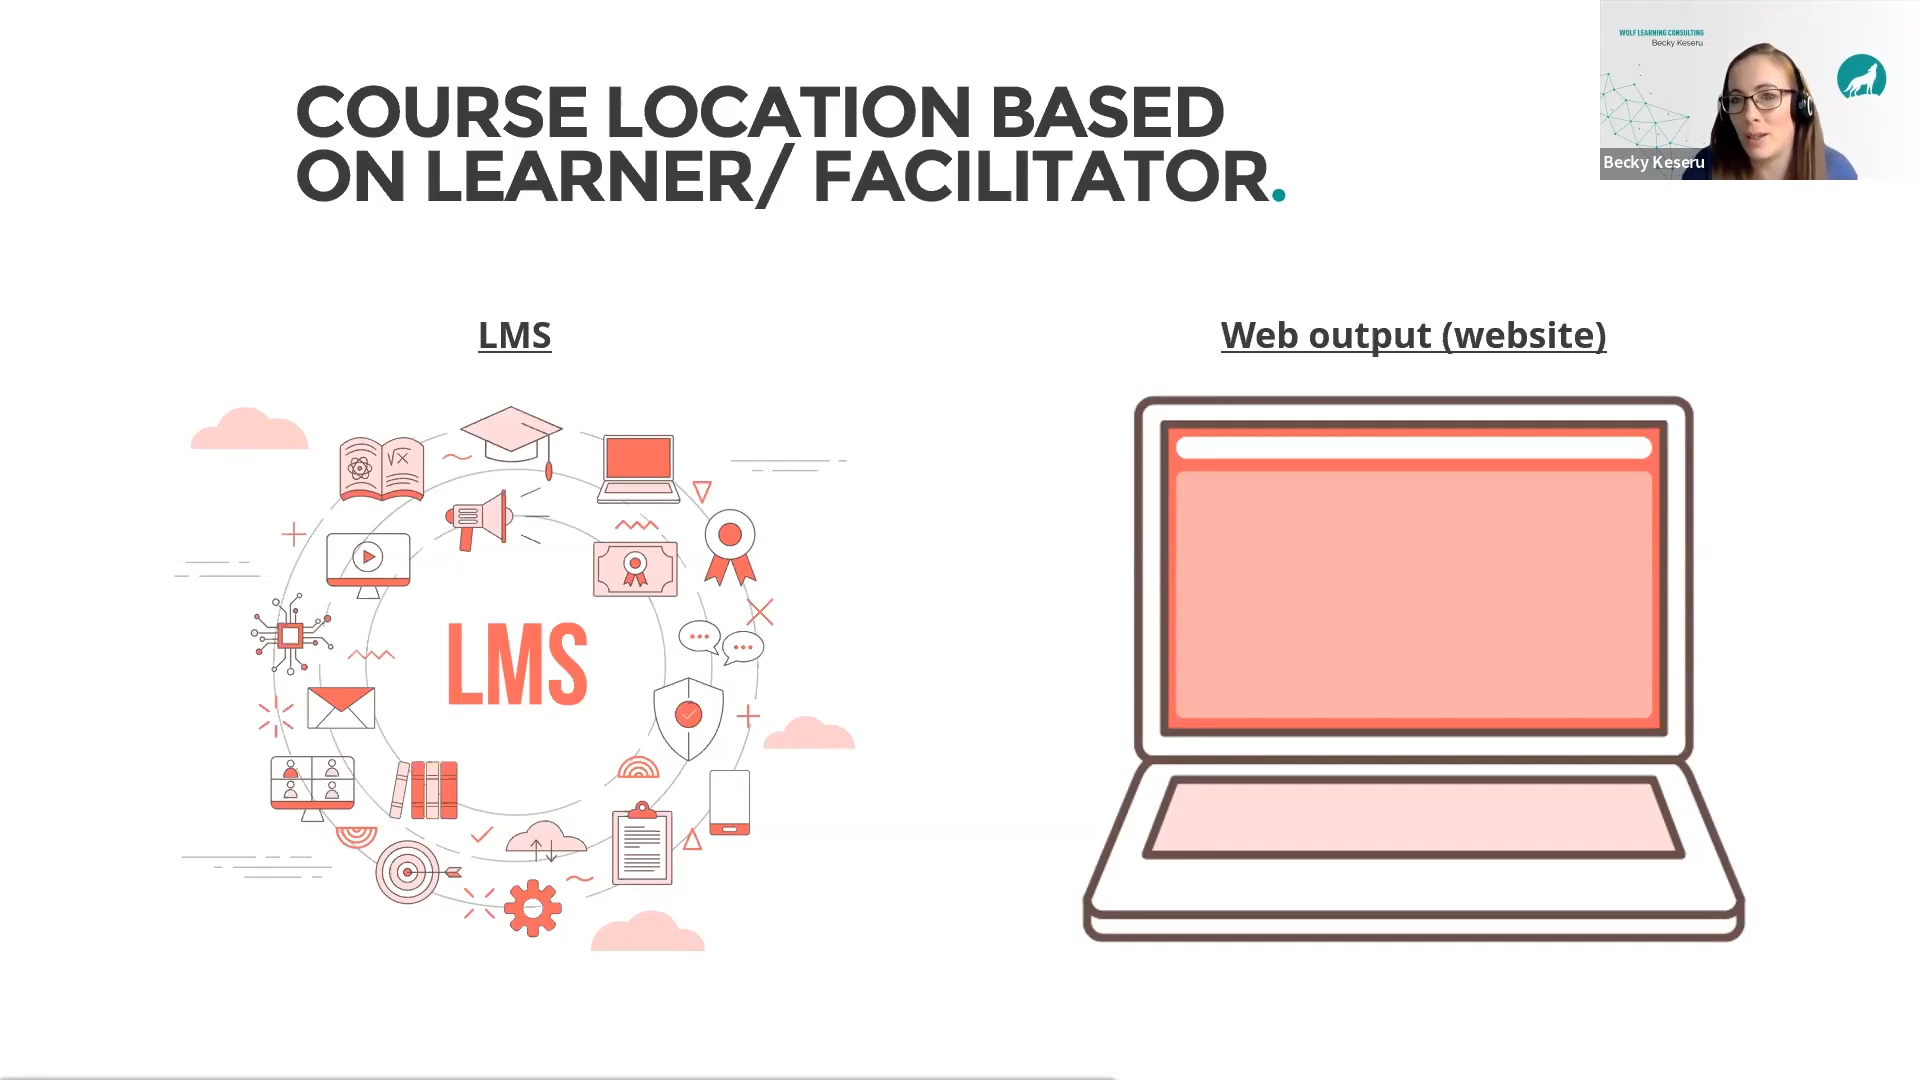 COURSE LOCATION BASED
ON LEARNER/ FACILITATOR.
WOLF LEARNING CONSULTING
Becky Keseru
Becky Keseru
LMS
Web output (website)
√x
LMS